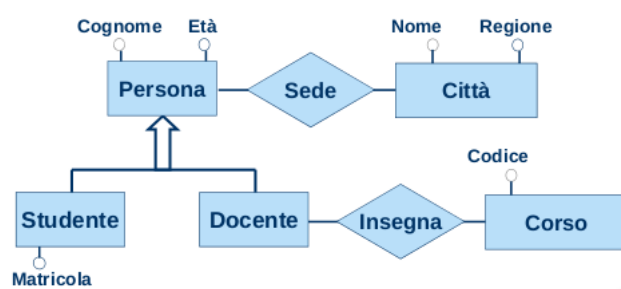 Cognome Età Nome Regione
Persona Sede Città
Codice
Studente Docente Insegna Corso
Matricola